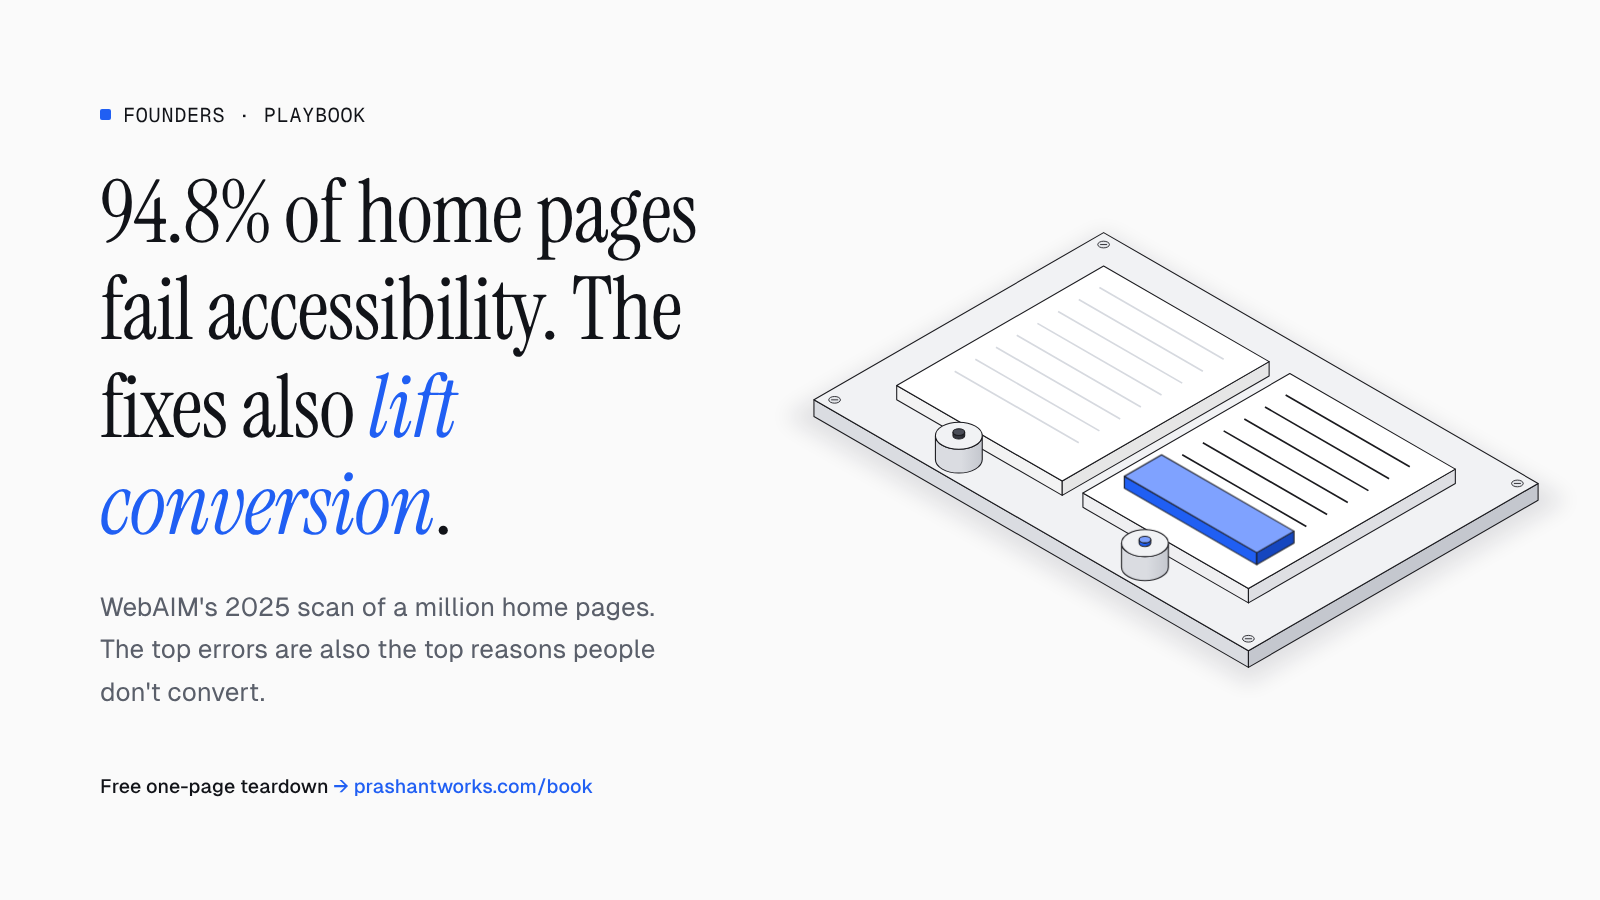 FOUNDERS · PLAYBOOK
94.8% of home pages
fail accessibility. The
fixes also lift
conversion.
WebAIM's 2025 scan of a million home pages.
The top errors are also the top reasons people
don't convert.
Free one-page teardown → prashantworks.com/book